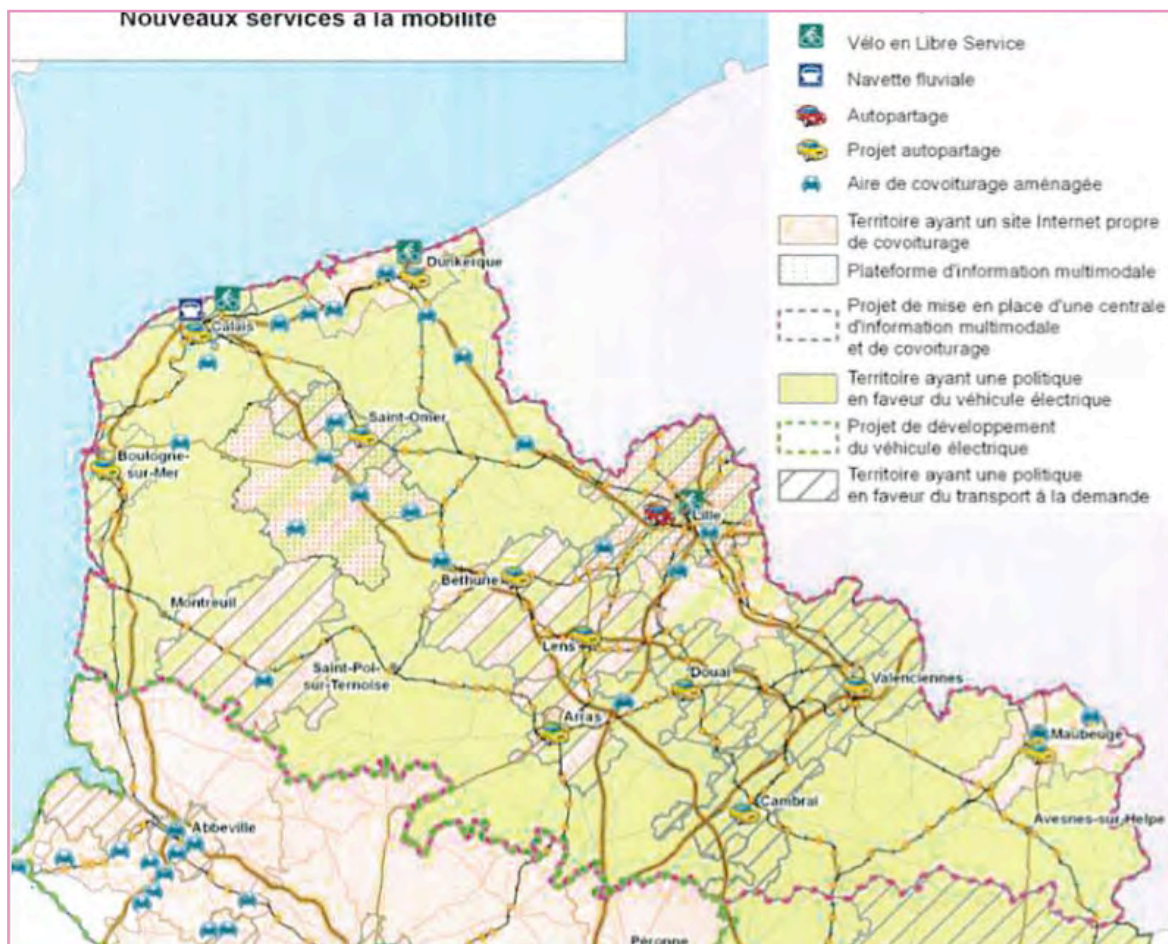 Nouveaux services à la mobilité
Vélo en Libre Service
Navette fluviale
Autopartage
Projet autopartage
Aire de covoiturage aménagée
Territoire ayant un site Internet propre
de covoiturage
Plateforme d'information multimodale
Projet de mise en place d'une centrale
d'information multimodale
et de covoiturage
Territoire ayant une politique
en faveur du véhicule électrique
Projet de développement
du véhicule électrique
Territoire ayant une politique
en faveur du transport à la demande
Dunkerque
Calais
Saint-Omer
Boulogne-
sur-Mer
Lille
Béthune
Montreuil
Lens
Saint-Pol-
sur-Ternoise
Douai
Valenciennes
Arras
Maubeuge
Cambrai
Avesnes-sur-Helpe
Abbeville
Péronne